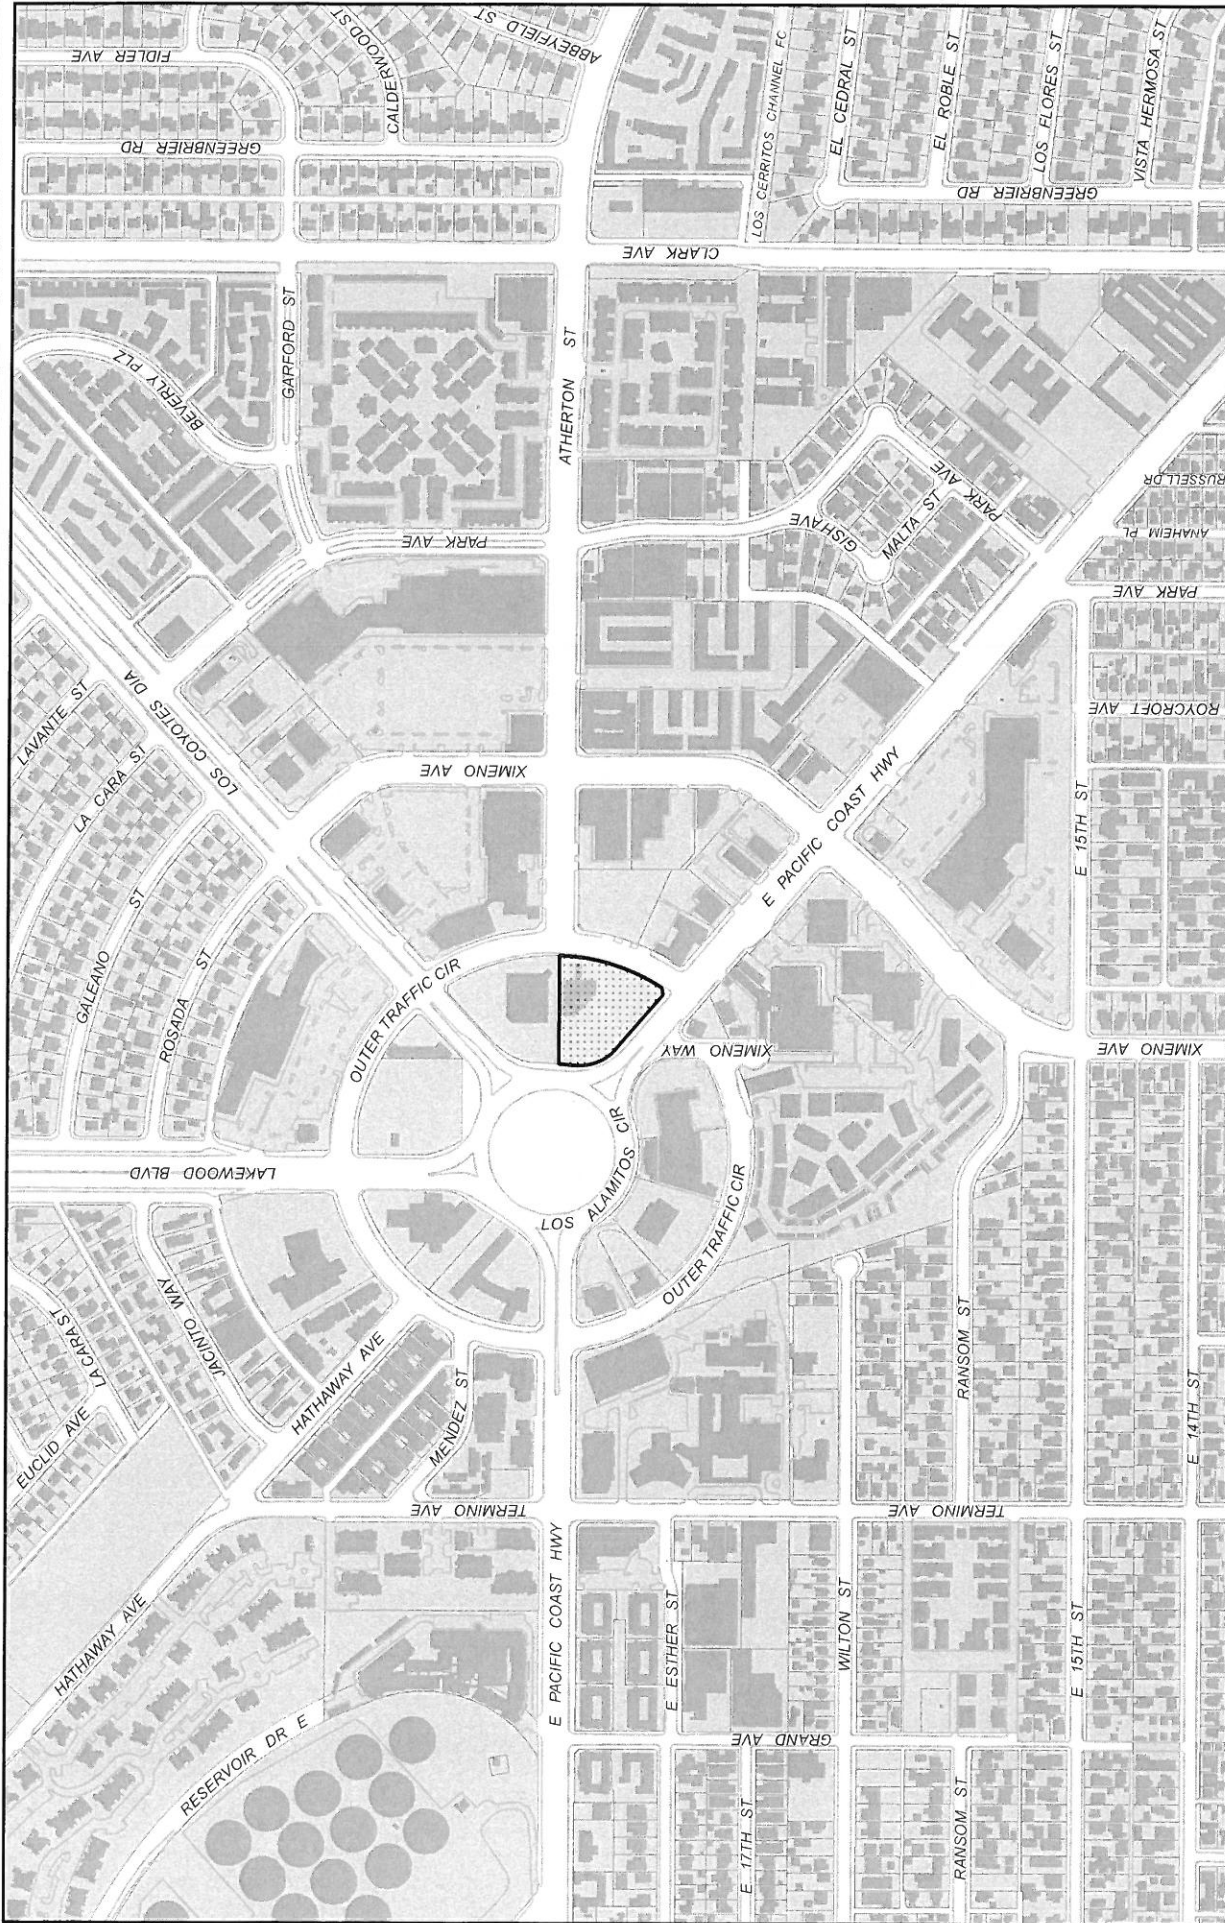 FIDLER AVE
CALDERWOOD ST
ABBEYFIELD ST
LOS CERRITOS CHANNEL FC
EL CEDRAL ST
EL ROBLE ST
LOS FLORES ST
VISTA HERMOSA ST
GREENBRIER RD
GREENBRIER RD
CLARK AVE
BEVERLY PLZ
GARFORD ST
ATHERTON ST
PARK AVE
GISHAVE
MALTA ST
PARK AVE
RUSSELL DR
ANAHEIM PL
PARK AVE
ROYCROFT AVE
LAVANTE ST
LA CARA ST
LOS COYOTES DIA
GALEANO ST
ROSADA ST
XIMENO AVE
E PACIFIC COAST HWY
E 15TH ST
OUTER TRAFFIC CIR
XIMENO WAY
XIMENO AVE
LAKEWOOD BLVD
LOS ALAMITOS CIR
OUTER TRAFFIC CIR
LA CARA ST
JACINTO WAY
EUCLID AVE
HATHAWAY AVE
MENDEZ ST
RANSOM ST
E 14TH ST
TERMINO AVE
TERMINO AVE
HATHAWAY AVE
RESERVOIR DR E
E PACIFIC COAST HWY
E ESTHER ST
WILTON ST
E 15TH ST
GRAND AVE
E 17TH ST
RANSOM ST